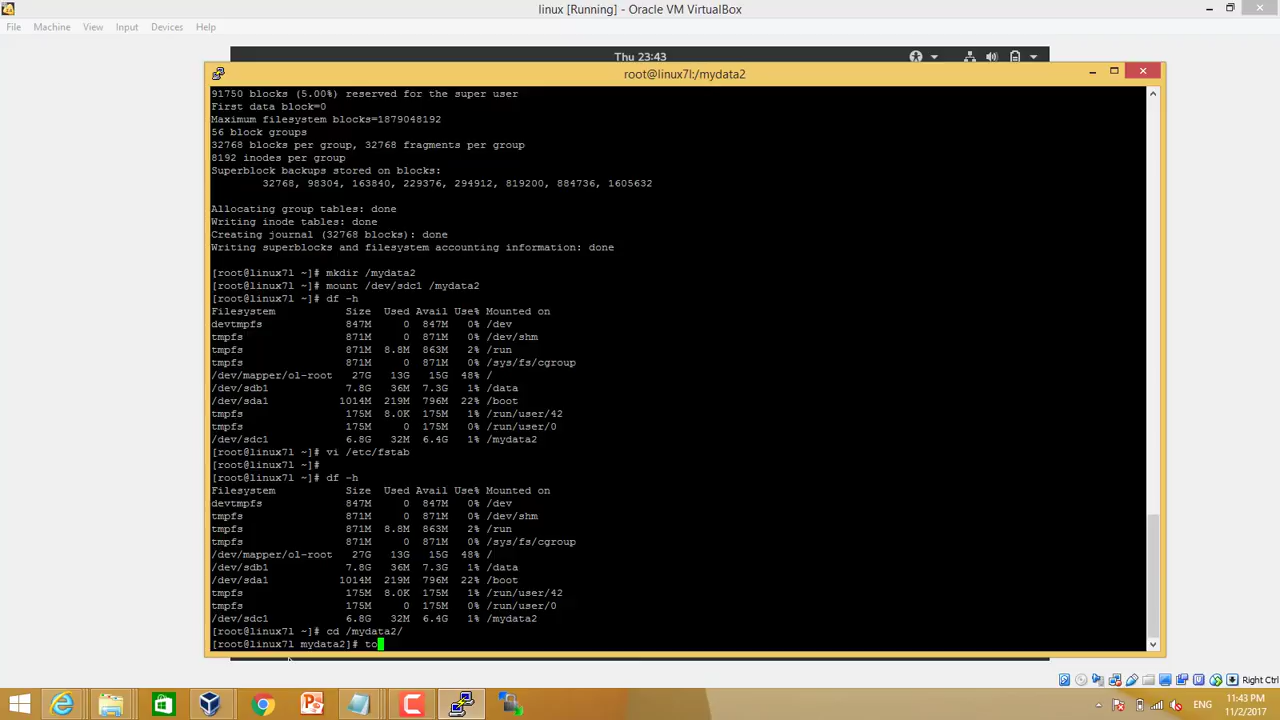 linux [Running] - Oracle VM VirtualBox
File Machine View Input Devices Help
Thu 23:43
root@linux7l:/mydata2
91750 blocks (5.00%) reserved for the super user
First data block=0
Maximum filesystem blocks=1879048192
56 block groups
32768 blocks per group, 32768 fragments per group
8192 inodes per group
Superblock backups stored on blocks:
32768, 98304, 163840, 229376, 294912, 819200, 884736, 1605632
Allocating group tables: done
Writing inode tables: done
Creating journal (32768 blocks): done
Writing superblocks and filesystem accounting information: done
[root@linux7l ~]# mkdir /mydata2
[root@linux7l ~]# mount /dev/sdc1 /mydata2
[root@linux7l ~]# df -h
Filesystem Size Used Avail Use% Mounted on
devtmpfs 847M 0 847M 0% /dev
tmpfs 871M 0 871M 0% /dev/shm
tmpfs 871M 8.8M 863M 2% /run
tmpfs 871M 0 871M 0% /sys/fs/cgroup
/dev/mapper/ol-root 27G 13G 15G 48% /
/dev/sdb1 7.8G 36M 7.3G 1% /data
/dev/sda1 1014M 219M 796M 22% /boot
tmpfs 175M 8.0K 175M 1% /run/user/42
tmpfs 175M 0 175M 0% /run/user/0
/dev/sdc1 6.8G 32M 6.4G 1% /mydata2
[root@linux7l ~]# vi /etc/fstab
[root@linux7l ~]#
[root@linux7l ~]# df -h
Filesystem Size Used Avail Use% Mounted on
devtmpfs 847M 0 847M 0% /dev
tmpfs 871M 0 871M 0% /dev/shm
tmpfs 871M 8.8M 863M 2% /run
tmpfs 871M 0 871M 0% /sys/fs/cgroup
/dev/mapper/ol-root 27G 13G 15G 48% /
/dev/sdb1 7.8G 36M 7.3G 1% /data
/dev/sda1 1014M 219M 796M 22% /boot
tmpfs 175M 8.0K 175M 1% /run/user/42
tmpfs 175M 0 175M 0% /run/user/0
/dev/sdc1 6.8G 32M 6.4G 1% /mydata2
[root@linux7l ~]# cd /mydata2/
[root@linux7l mydata2]# to
Right Ctrl
ENG
11:43 PM
11/2/2017